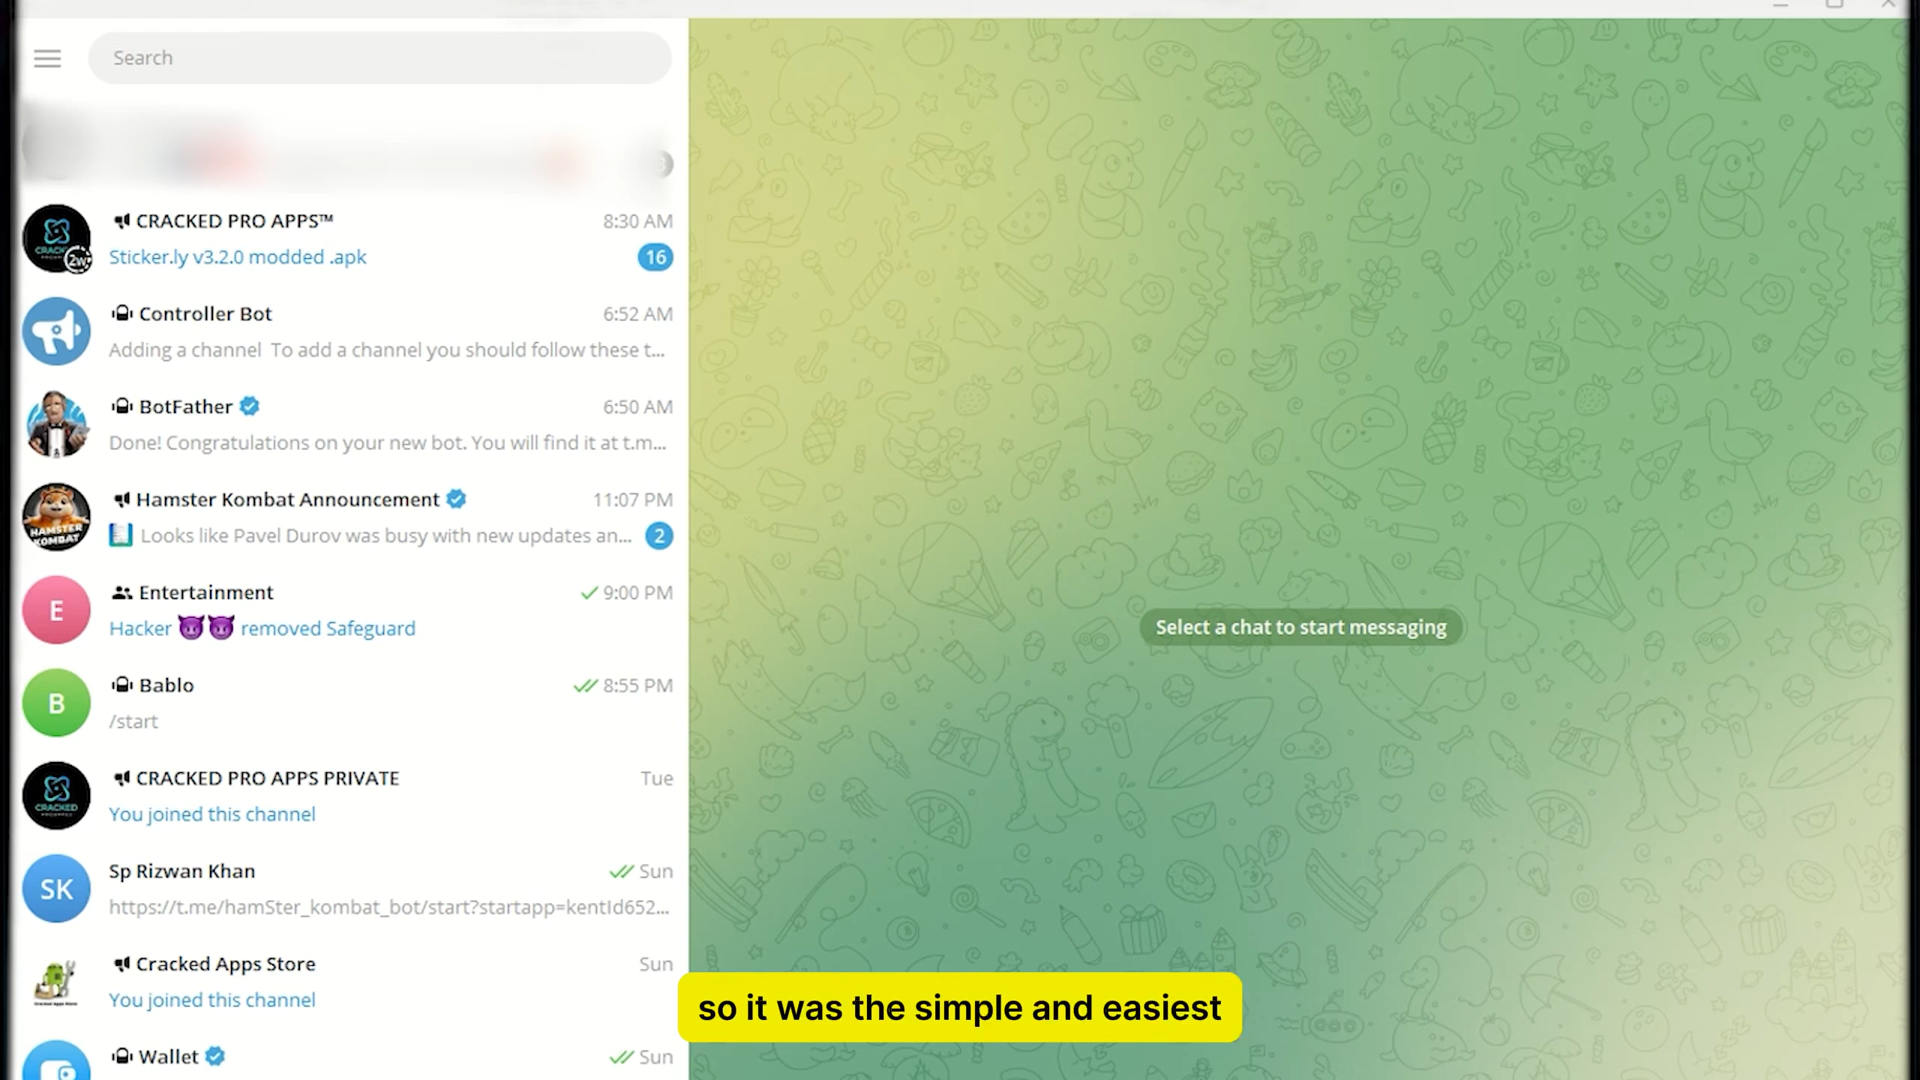 Search
CRACKED PRO APPS™ 8:30 AM
Sticker.ly v3.2.0 modded .apk 16
Controller Bot 6:52 AM
Adding a channel To add a channel you should follow these t...
BotFather 6:50 AM
Done! Congratulations on your new bot. You will find it at t.m...
Hamster Kombat Announcement 11:07 PM
HAMSTER
KOMBAT
Looks like Pavel Durov was busy with new updates an... 2
E
Entertainment 9:00 PM
Hacker 😈😈 removed Safeguard
B
Bablo 8:55 PM
/start
CRACKED PRO APPS PRIVATE Tue
CRACKED
You joined this channel
SK
Sp Rizwan Khan Sun
https://t.me/hamSter_kombat_bot/start?startapp=kentId652...
Cracked Apps Store Sun
You joined this channel
Wallet Sun
Select a chat to start messaging
so it was the simple and easiest